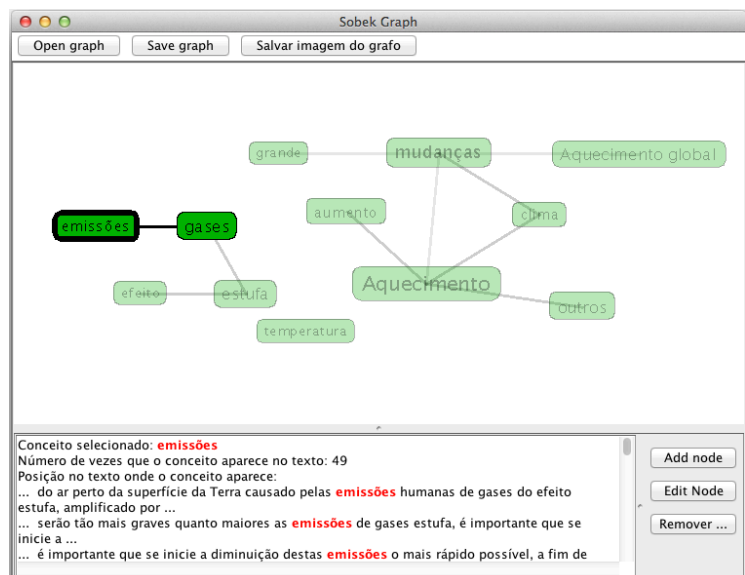 Sobek Graph
Open graph
Save graph
Salvar imagem do grafo
grande
mudanças
Aquecimento global
aumento
clima
emissões
gases
Aquecimento
efeito
estufa
outros
temperatura
Conceito selecionado: emissões
Número de vezes que o conceito aparece no texto: 49
Posição no texto onde o conceito aparece:
... do ar perto da superfície da Terra causado pelas emissões humanas de gases do efeito
estufa, amplificado por ...
... serão tão mais graves quanto maiores as emissões de gases estufa, é importante que se
inicie a ...
... é importante que se inicie a diminuição destas emissões o mais rápido possível, a fim de
Add node
Edit Node
Remover ...